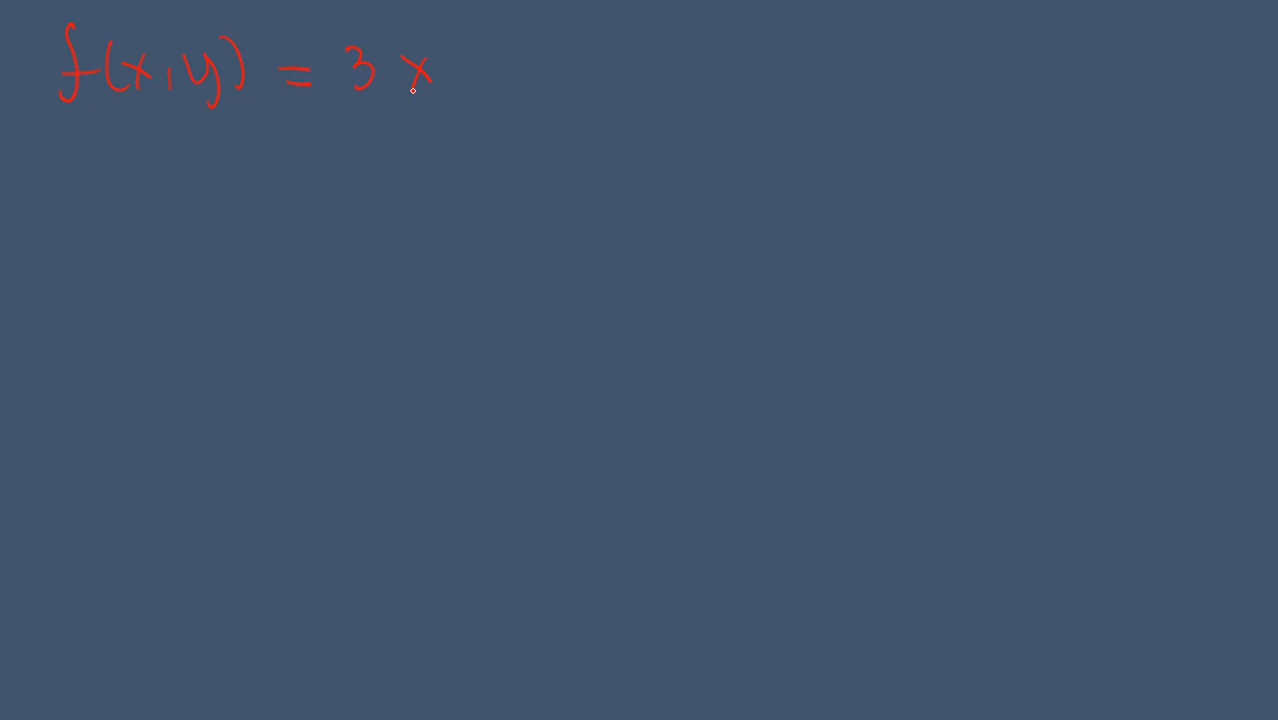 f(x,y) = 3x